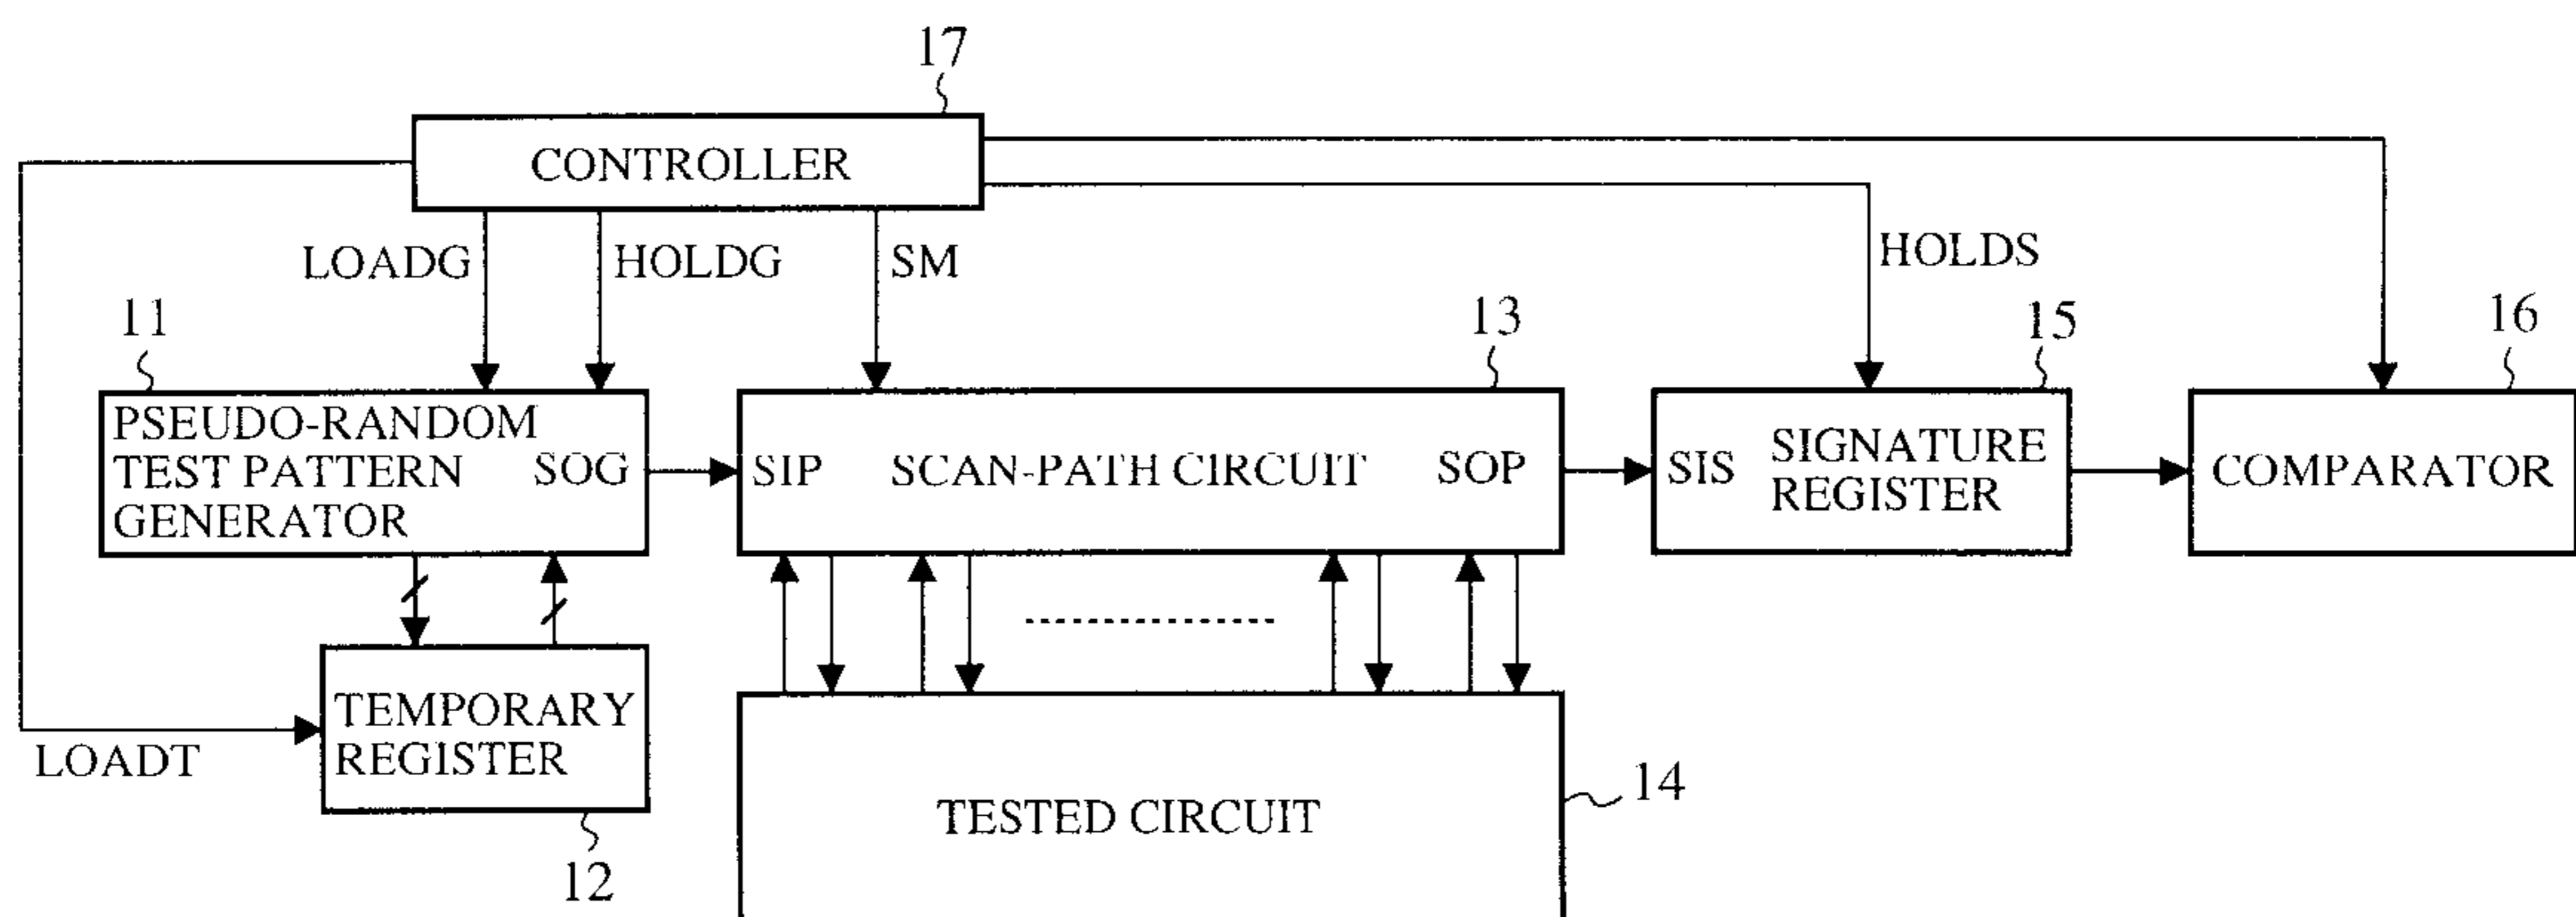 17
CONTROLLER
LOADG
HOLDG
SM
HOLDS
11
13
15
16
PSEUDO-RANDOM
TEST PATTERN
GENERATOR
SOG
SIP
SCAN-PATH CIRCUIT
SOP
SIS
SIGNATURE
REGISTER
COMPARATOR
TEMPORARY
REGISTER
LOADT
12
TESTED CIRCUIT
14